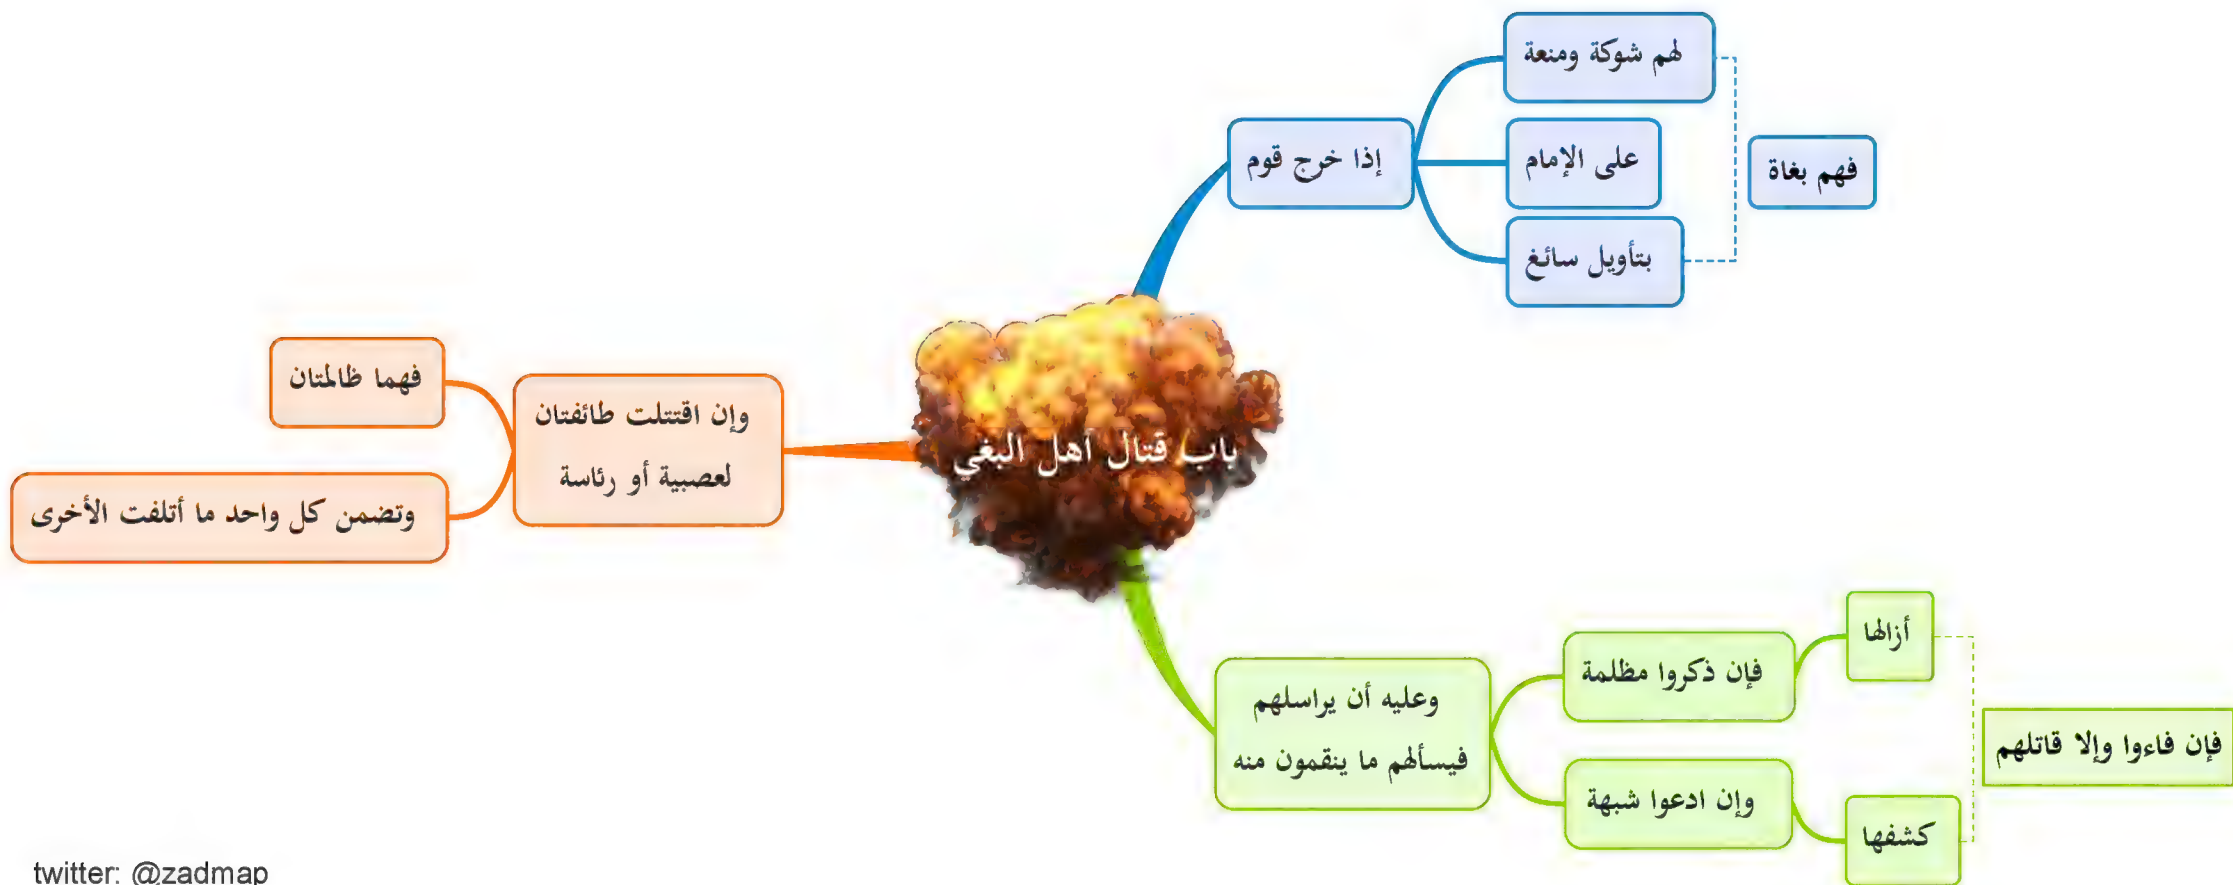 باب قتال أهل البغي
إذا خرج قوم
لهم شوكة ومنعة
على الإمام
بتأويل سائغ
فهم بغاة
وعليه أن يراسلهم
فيسألهم ما ينقمون منه
فإن ذكروا مظلمة
أزالها
وإن ادعوا شبهة
كشفها
فإن فاءوا وإلا قاتلهم
وإن اقتتلت طائفتان
لعصبية أو رئاسة
فهما ظالمتان
وتضمن كل واحد ما أتلفت الأخرى
twitter: @zadmap